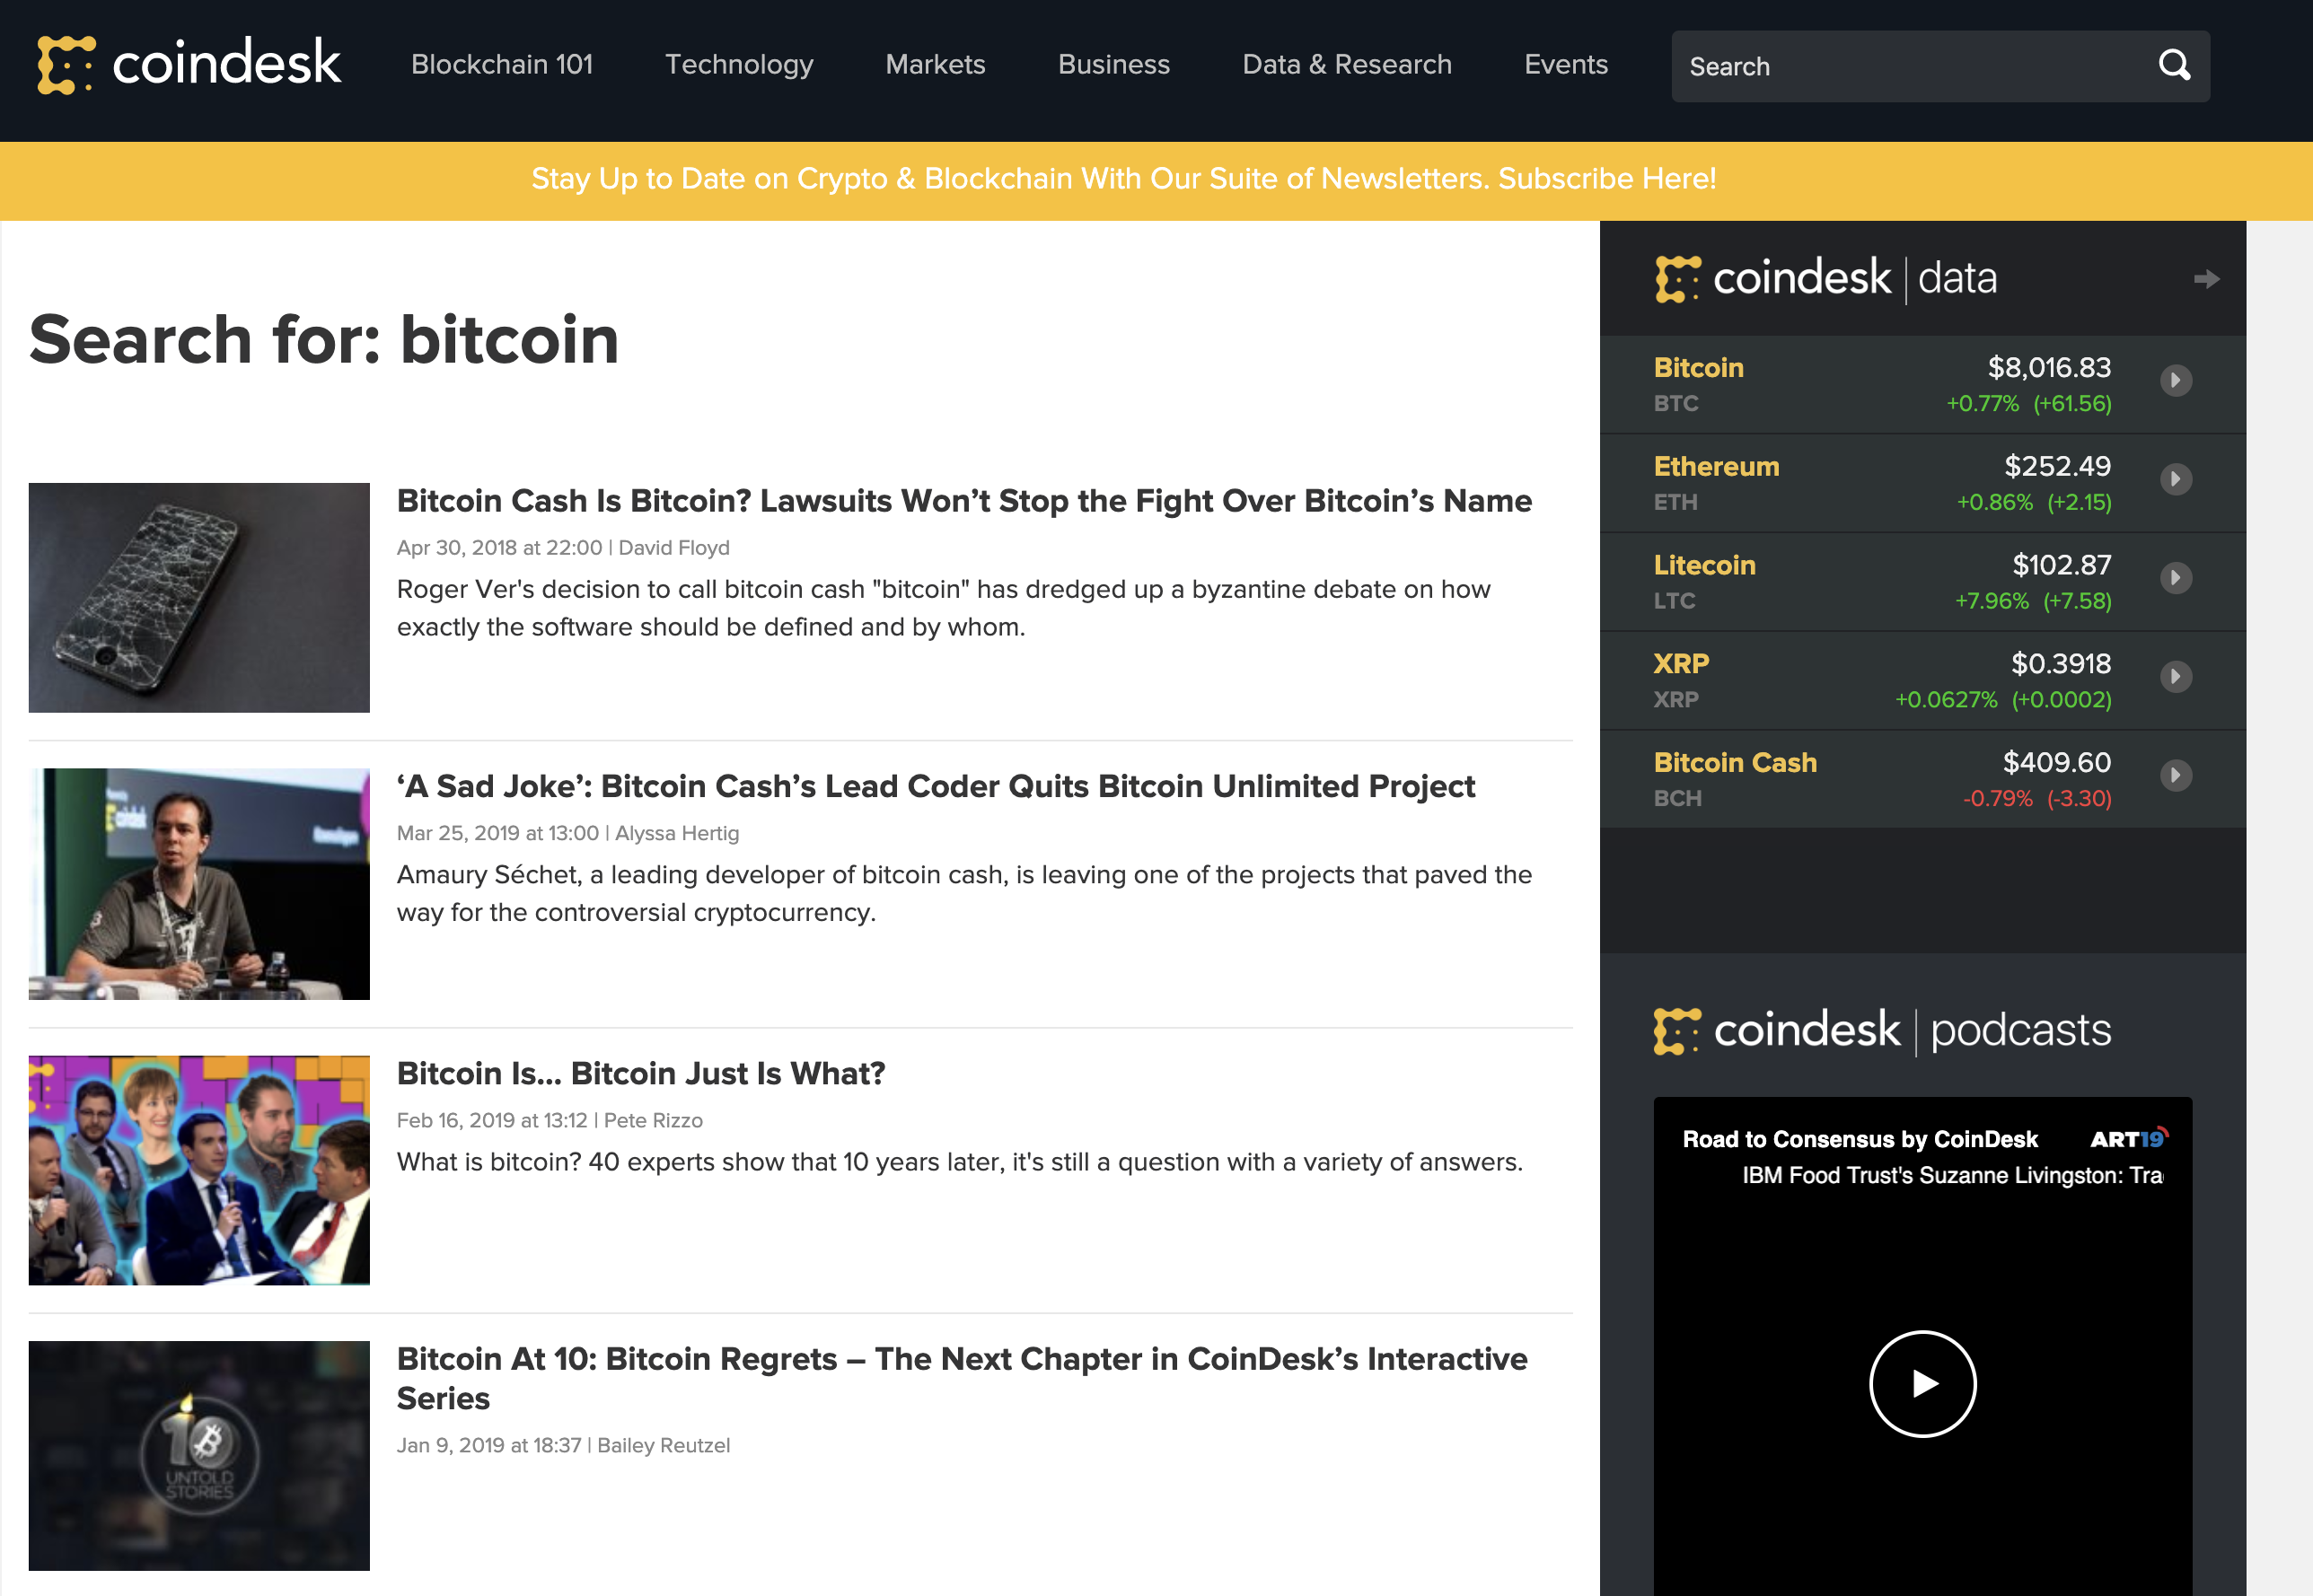 coindesk
Blockchain 101
Technology
Markets
Business
Data & Research
Events
Search
Stay Up to Date on Crypto & Blockchain With Our Suite of Newsletters. Subscribe Here!
Search for: bitcoin
Bitcoin Cash Is Bitcoin? Lawsuits Won’t Stop the Fight Over Bitcoin’s Name
Apr 30, 2018 at 22:00 | David Floyd
Roger Ver's decision to call bitcoin cash "bitcoin" has dredged up a byzantine debate on how
exactly the software should be defined and by whom.
‘A Sad Joke’: Bitcoin Cash’s Lead Coder Quits Bitcoin Unlimited Project
Mar 25, 2019 at 13:00 | Alyssa Hertig
Amaury Séchet, a leading developer of bitcoin cash, is leaving one of the projects that paved the
way for the controversial cryptocurrency.
Bitcoin Is... Bitcoin Just Is What?
Feb 16, 2019 at 13:12 | Pete Rizzo
What is bitcoin? 40 experts show that 10 years later, it's still a question with a variety of answers.
10
UNTOLD
STORIES
Bitcoin At 10: Bitcoin Regrets – The Next Chapter in CoinDesk’s Interactive
Series
Jan 9, 2019 at 18:37 | Bailey Reutzel
coindesk | data
Bitcoin $8,016.83
BTC +0.77% (+61.56)
Ethereum $252.49
ETH +0.86% (+2.15)
Litecoin $102.87
LTC +7.96% (+7.58)
XRP $0.3918
XRP +0.0627% (+0.0002)
Bitcoin Cash $409.60
BCH -0.79% (-3.30)
coindesk | podcasts
Road to Consensus by CoinDesk ART19
IBM Food Trust's Suzanne Livingston: Tra